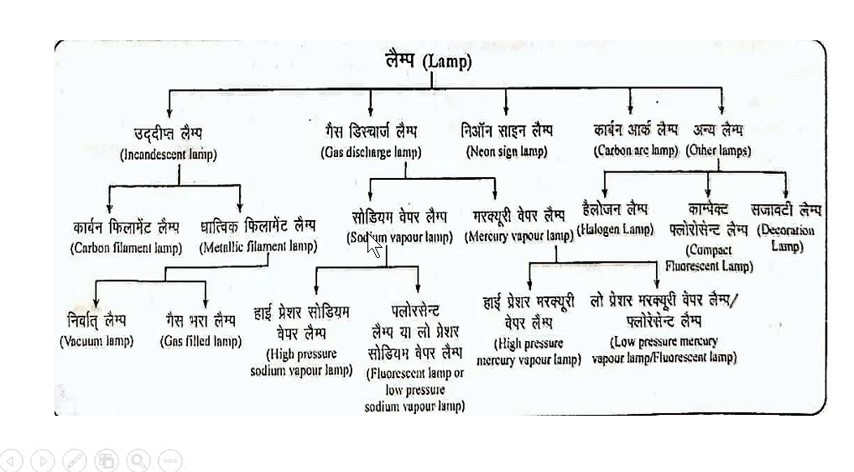 लैम्प (Lamp)
उद्दीप्त लैम्प
(Incandescent lamp)
गैस डिस्चार्ज लैम्प
(Gas discharge lamp)
निऑन साइन लैम्प
(Neon sign lamp)
कार्बन आर्क लैम्प
(Carbon arc lamp)
अन्य लैम्प
(Other lamps)
कार्बन फिलामेंट लैम्प
(Carbon filament lamp)
धात्विक फिलामेंट लैम्प
(Metallic filament lamp)
सोडियम वेपर लैम्प
(Sodium vapour lamp)
मरक्यूरी वेपर लैम्प
(Mercury vapour lamp)
हैलोजन लैम्प
(Halogen Lamp)
काम्पेक्ट
फ्लोरोसेन्ट लैम्प
(Compact
Fluorescent Lamp)
सजावटी लैम्प
(Decoration
Lamp)
निर्वात् लैम्प
(Vacuum lamp)
गैस भरा लैम्प
(Gas filled lamp)
हाई प्रेशर सोडियम
वेपर लैम्प
(High pressure
sodium vapour lamp)
फ्लोरसेन्ट
लैम्प या लो प्रेशर
सोडियम वेपर लैम्प
(Fluorescent lamp or
low pressure
sodium vapour lamp)
हाई प्रेशर मरक्यूरी
वेपर लैम्प
(High pressure
mercury vapour lamp)
लो प्रेशर मरक्यूरी वेपर लैम्प/
फ्लोरेसेन्ट लैम्प
(Low pressure mercury
vapour lamp/Fluorescent lamp)